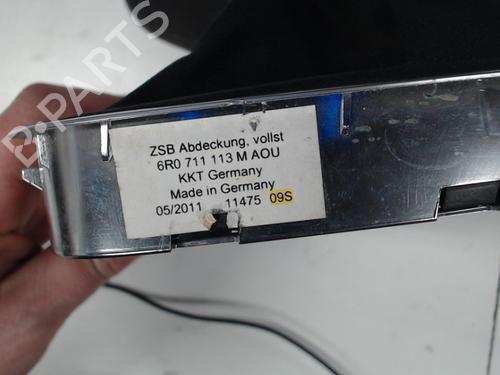 ZSB Abdeckung, vollst
6R0 711 113 M AOU
KKT Germany
Made in Germany
05/2011 11475 09S
B-PARTS